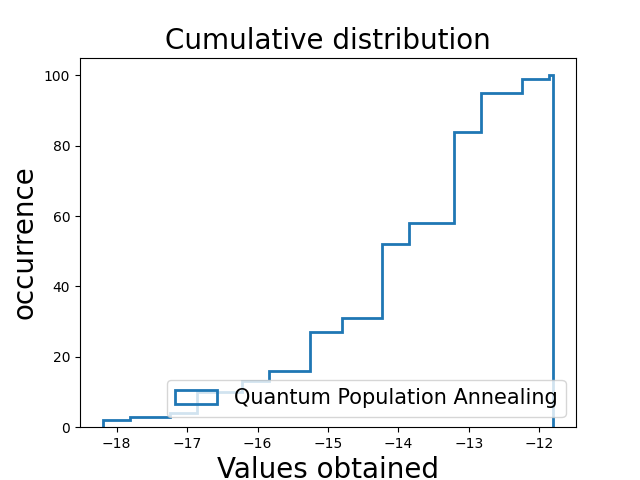 Cumulative distribution
occurrence
100
80
60
40
20
0
Quantum Population Annealing
−18 −17 −16 −15 −14 −13 −12
Values obtained